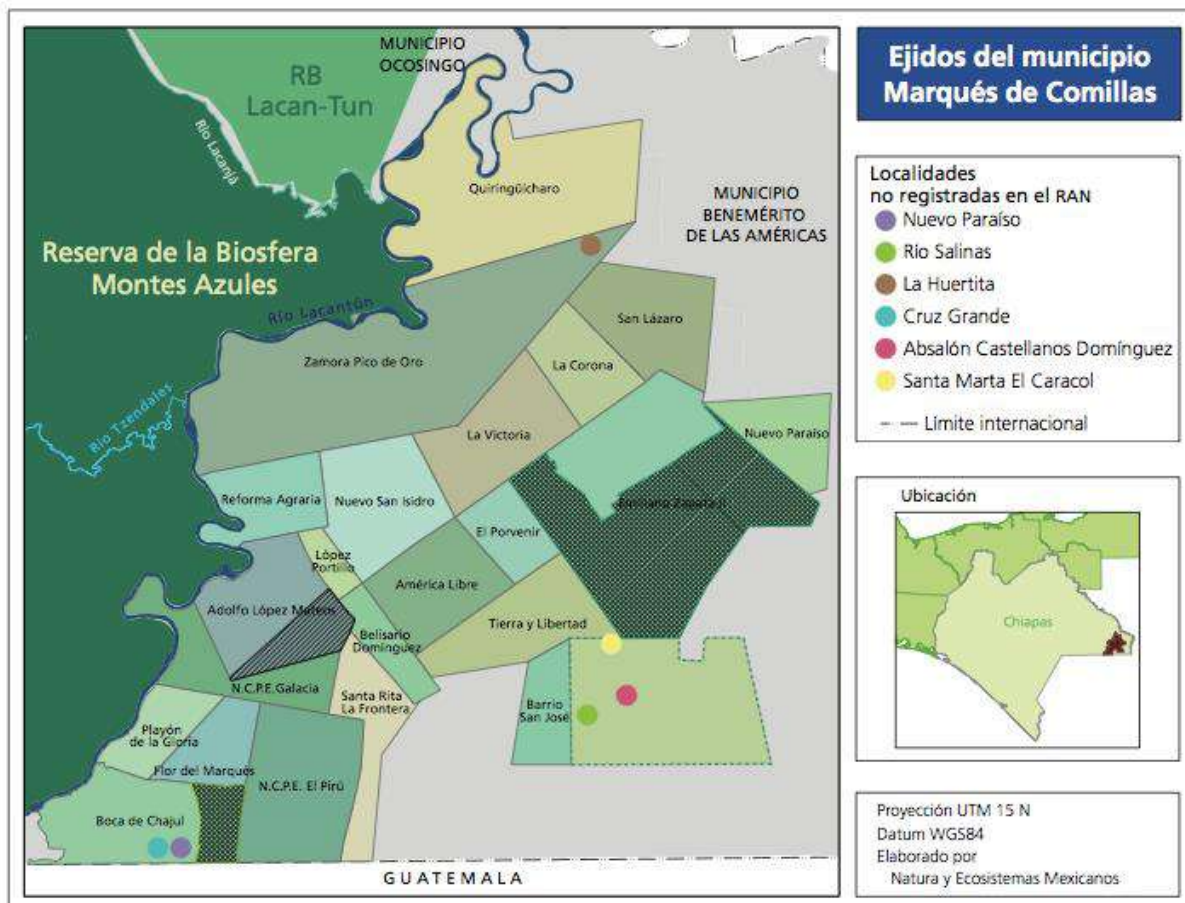 MUNICIPIO
OCOSINGO
RB
Lacan-Tun
Río Lacanjá
Quiringüicharo
MUNICIPIO
BENEMÉRITO
DE LAS AMÉRICAS
Reserva de la Biosfera
Montes Azules
Río Lacantún
San Lázaro
Zamora Pico de Oro
La Corona
Río Tzendales
La Victoria
Nuevo Paraíso
Reforma Agraria
Nuevo San Isidro
Emiliano Zapata II
El Porvenir
López
Portillo
América Libre
Adolfo López Mateos
Tierra y Libertad
Belisario
Domínguez
N.C.P.E. Galacia
Santa Rita
La Frontera
Barrio
San José
Playón
de la Gloria
Flor del Marqués
N.C.P.E. El Pirú
Boca de Chajul
GUATEMALA
Ejidos del municipio
Marqués de Comillas
Localidades
no registradas en el RAN
Nuevo Paraíso
Río Salinas
La Huertita
Cruz Grande
Absalón Castellanos Domínguez
Santa Marta El Caracol
Límite internacional
Ubicación
Chiapas
Proyección UTM 15 N
Datum WGS84
Elaborado por
Natura y Ecosistemas Mexicanos